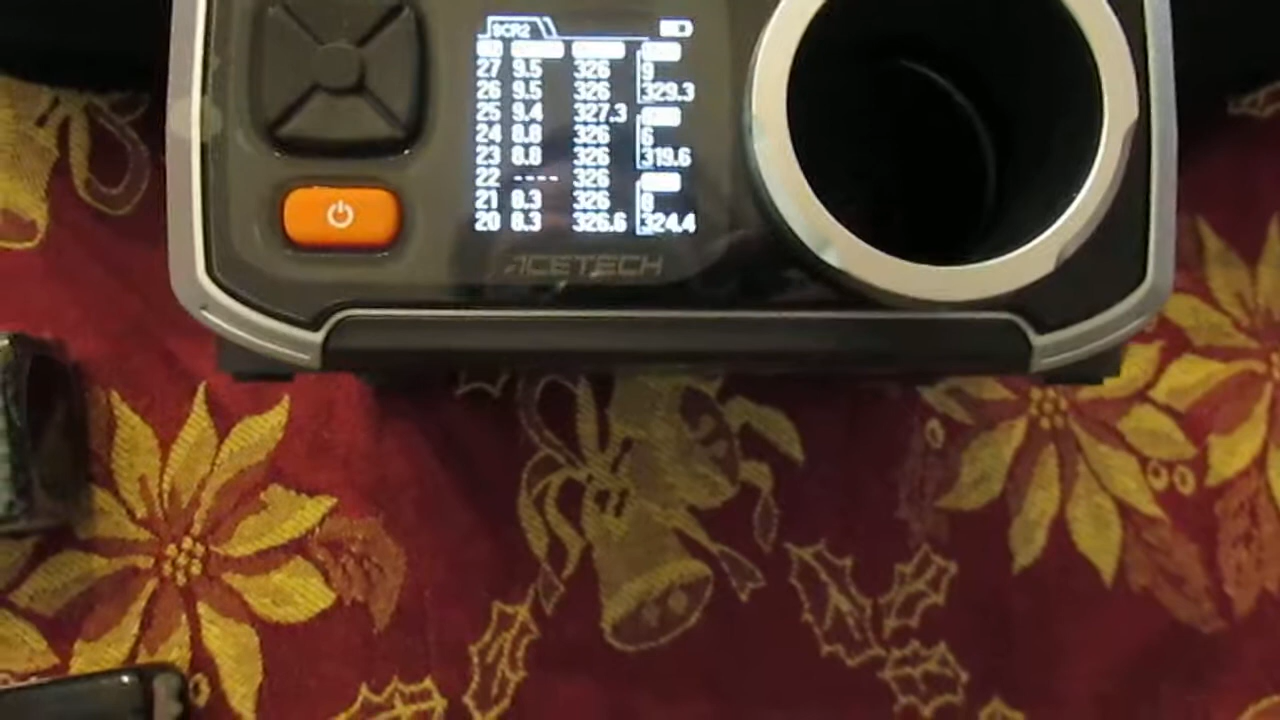 SCR2
27 9.5 326 9
26 9.5 326 329.3
25 9.4 327.3
24 8.8 326 6
23 8.8 326 319.6
22 ---- 326
21 8.3 326 8
20 8.3 326.6 324.4
ACETECH